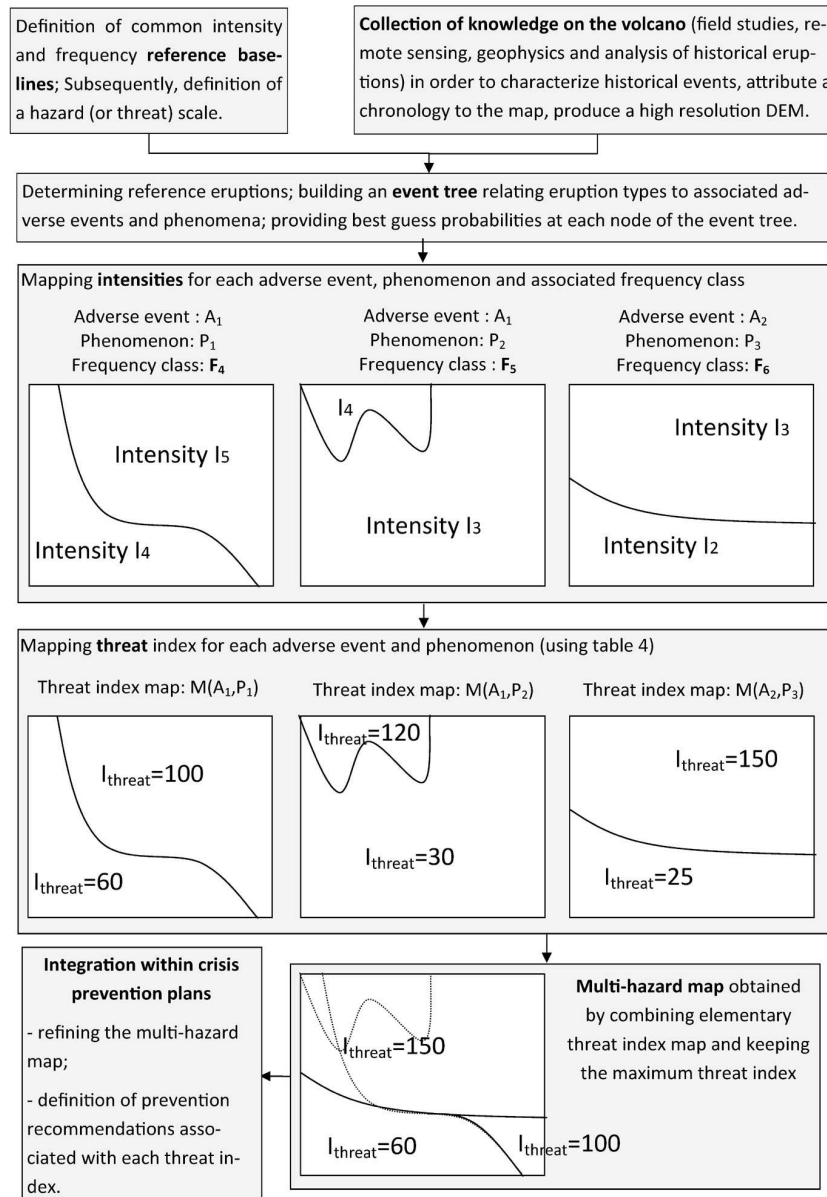 Definition of common intensity
and frequency reference base-
lines; Subsequently, definition of
a hazard (or threat) scale.
Collection of knowledge on the volcano (field studies, re-
mote sensing, geophysics and analysis of historical erup-
tions) in order to characterize historical events, attribute a
chronology to the map, produce a high resolution DEM.
Determining reference eruptions; building an event tree relating eruption types to associated ad-
verse events and phenomena; providing best guess probabilities at each node of the event tree.
Mapping intensities for each adverse event, phenomenon and associated frequency class
Adverse event : A1
Phenomenon: P1
Frequency class: F4
Intensity I5
Intensity I4
Adverse event : A1
Phenomenon: P2
Frequency class : F5
I4
Intensity I3
Adverse event : A2
Phenomenon: P3
Frequency class: F6
Intensity I3
Intensity I2
Mapping threat index for each adverse event and phenomenon (using table 4)
Threat index map: M(A1,P1)
Ithreat=100
Ithreat=60
Threat index map: M(A1,P2)
Ithreat=120
Ithreat=30
Threat index map: M(A2,P3)
Ithreat=150
Ithreat=25
Integration within crisis
prevention plans
- refining the multi-hazard
map;
- definition of prevention
recommendations asso-
ciated with each threat in-
dex.
Ithreat=150
Ithreat=60
Ithreat=100
Multi-hazard map obtained
by combining elementary
threat index map and keeping
the maximum threat index